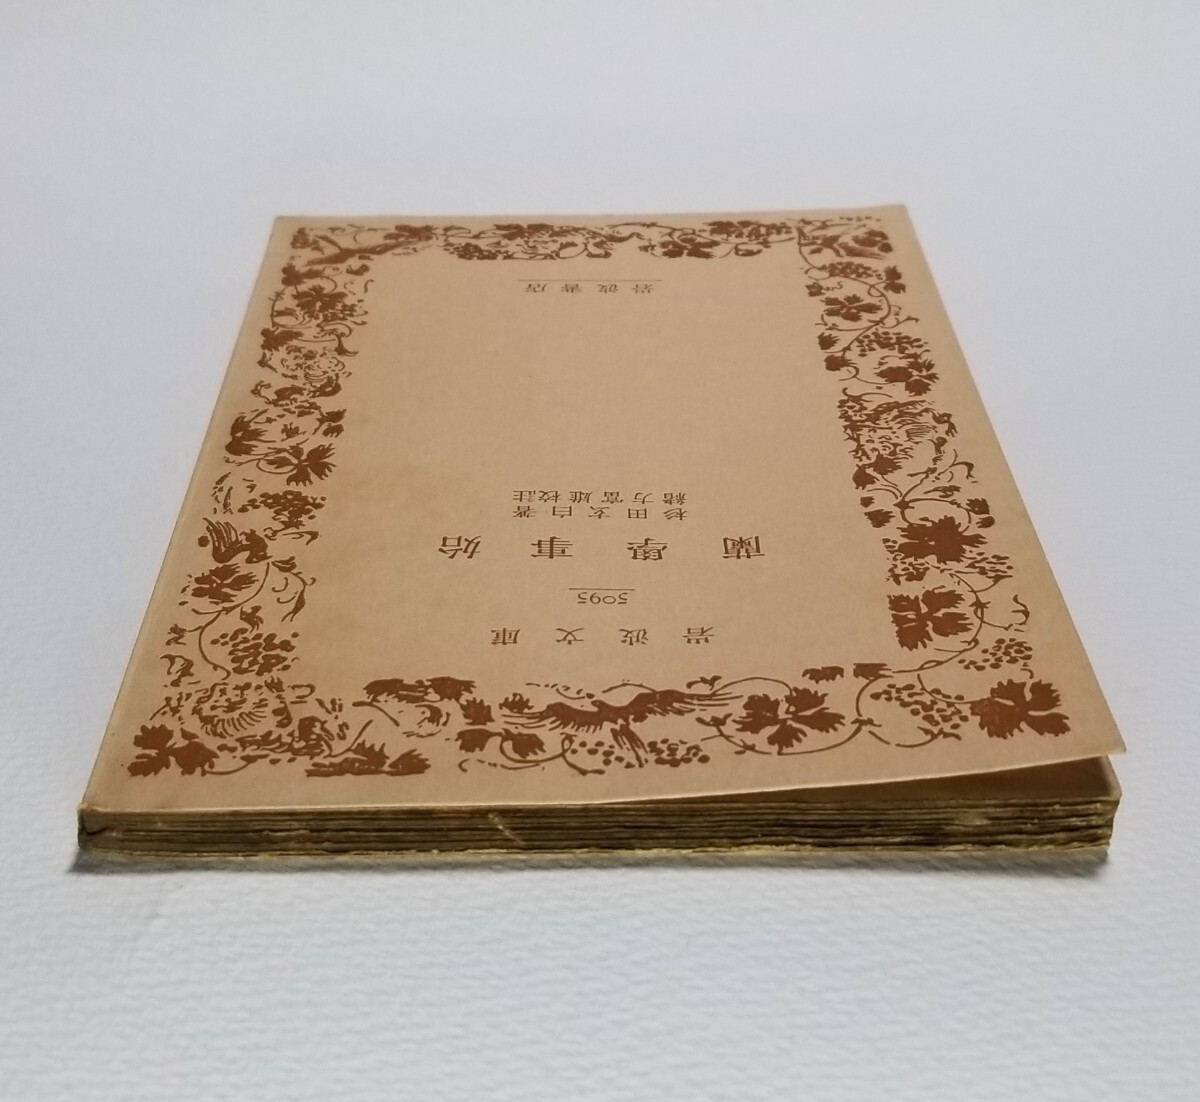 岩波文庫
5095
蘭學事始
杉田玄白著
緒方富雄校註
岩波書店